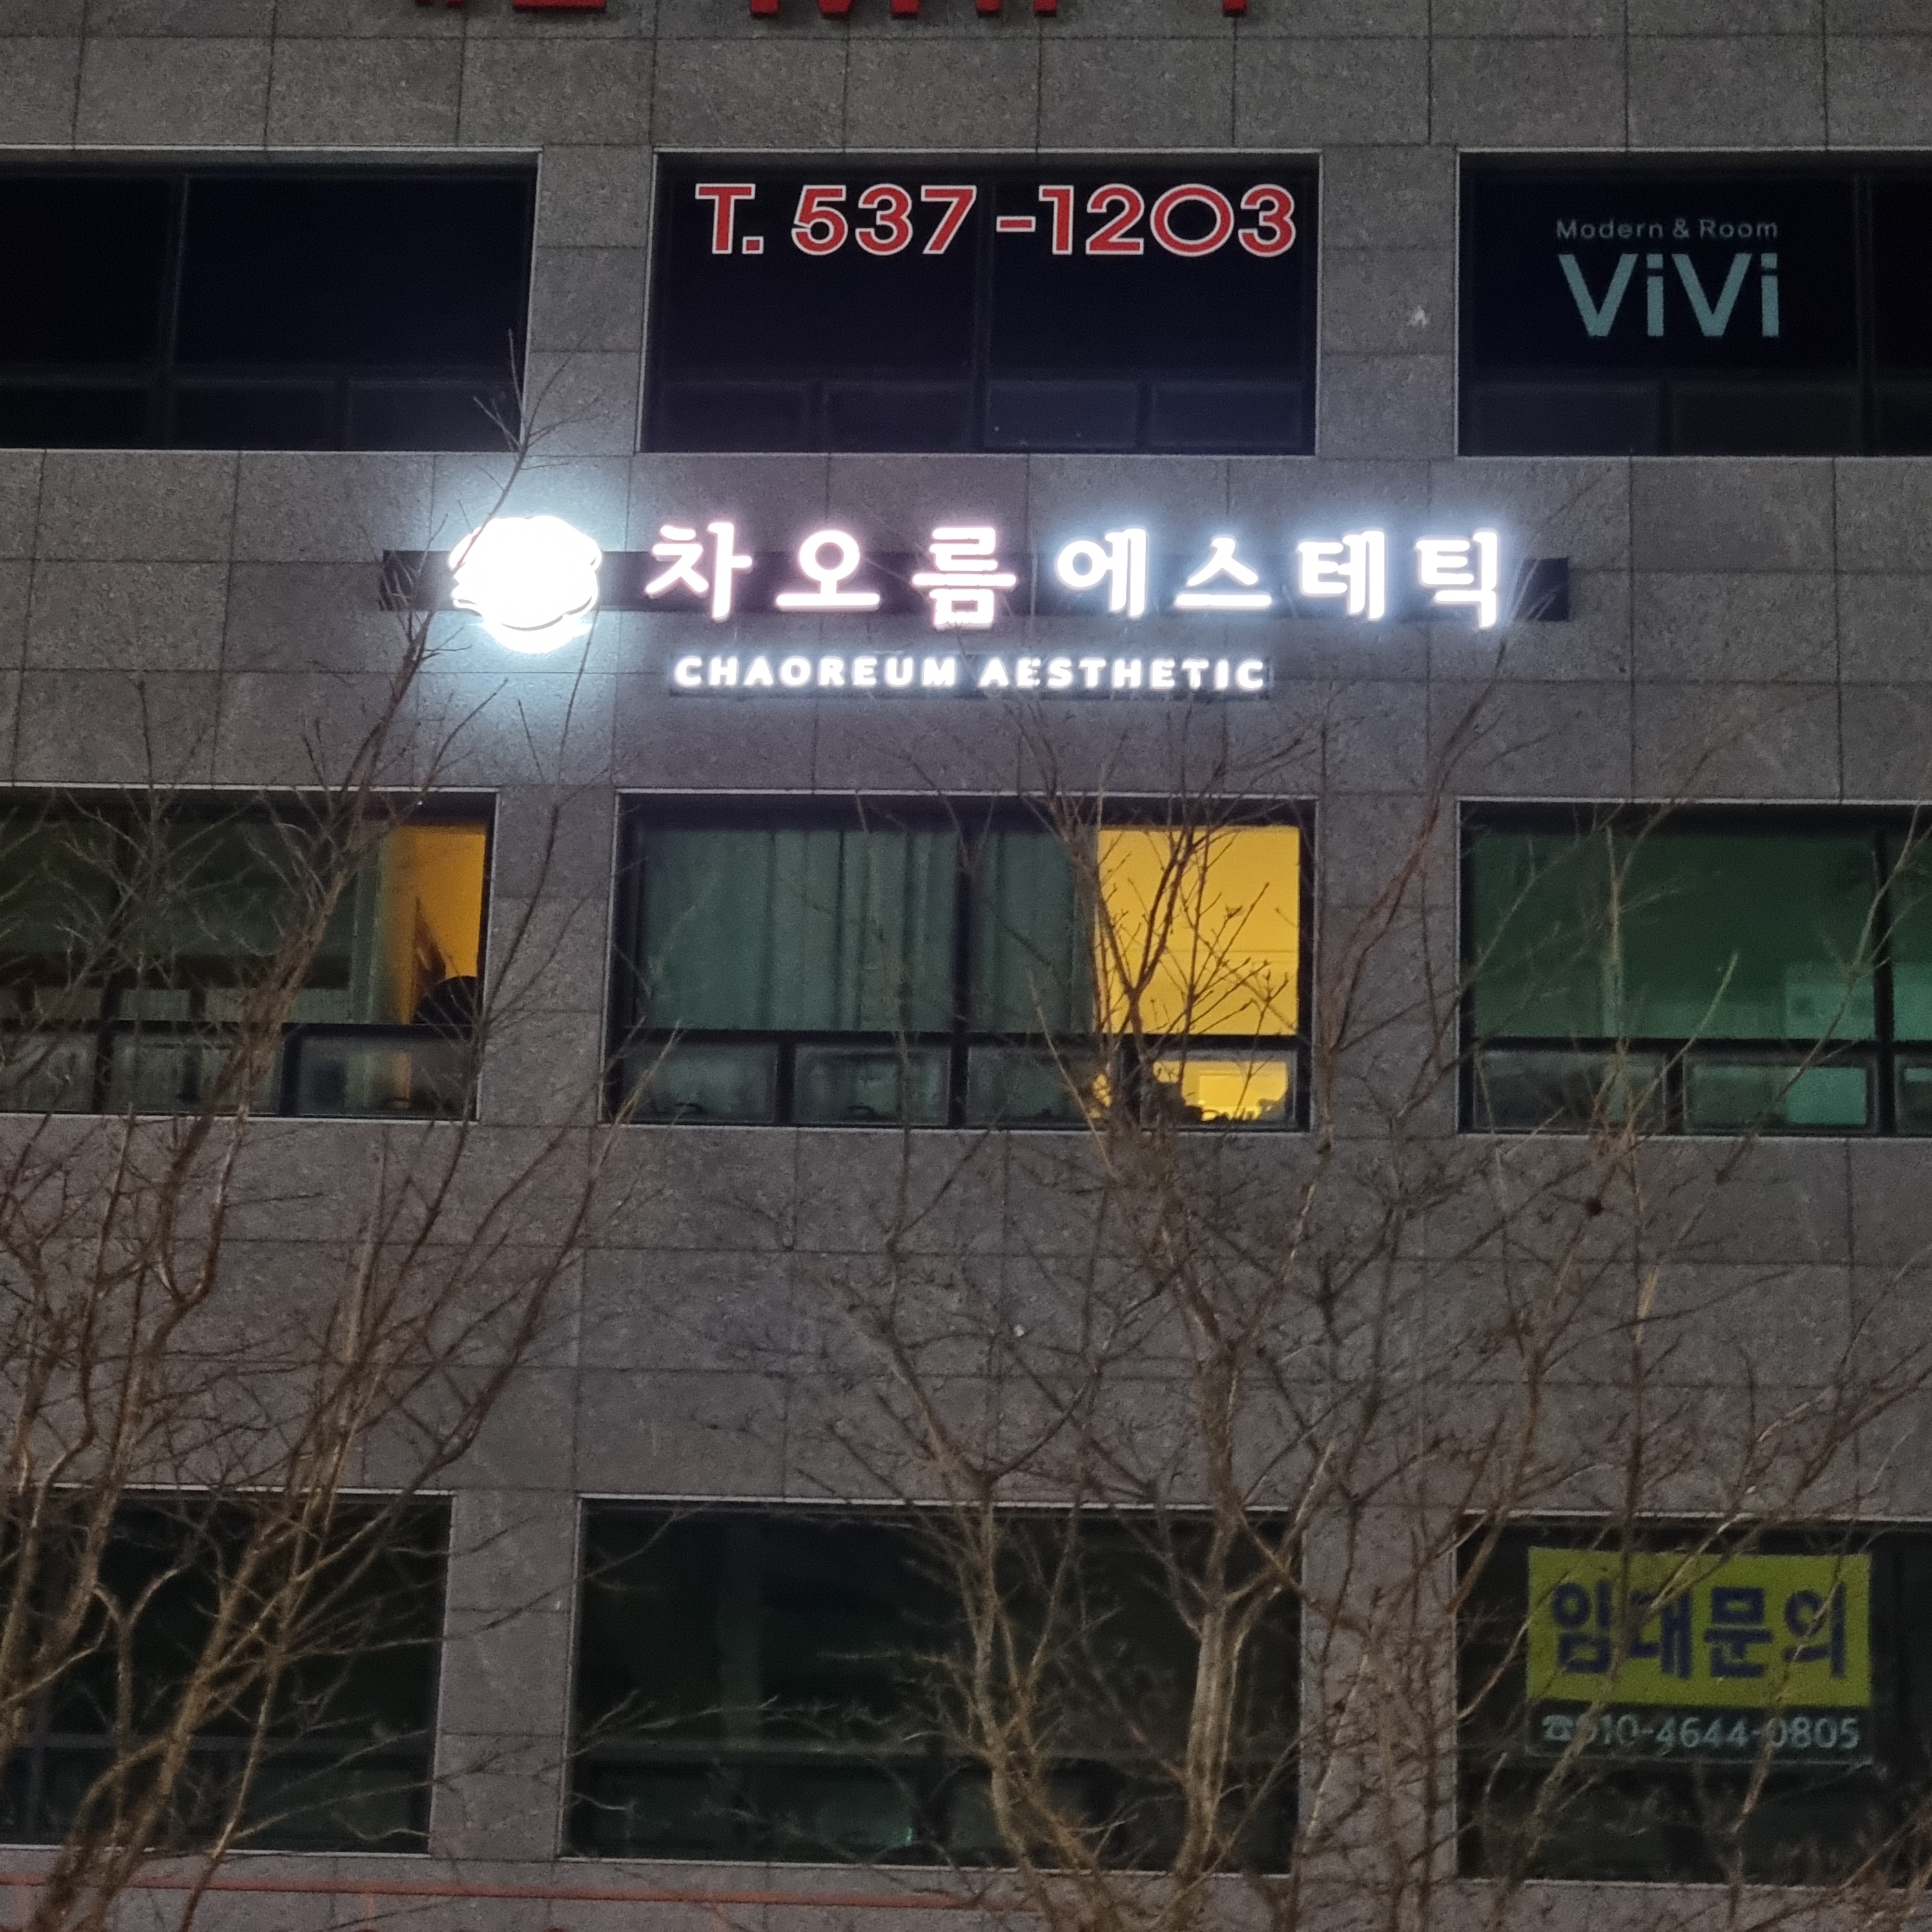 T. 537-1203
Modern & Room
ViVi
차오름 에스테틱
CHAOREUM AESTHETIC
임대문의
☎010-4644-0805